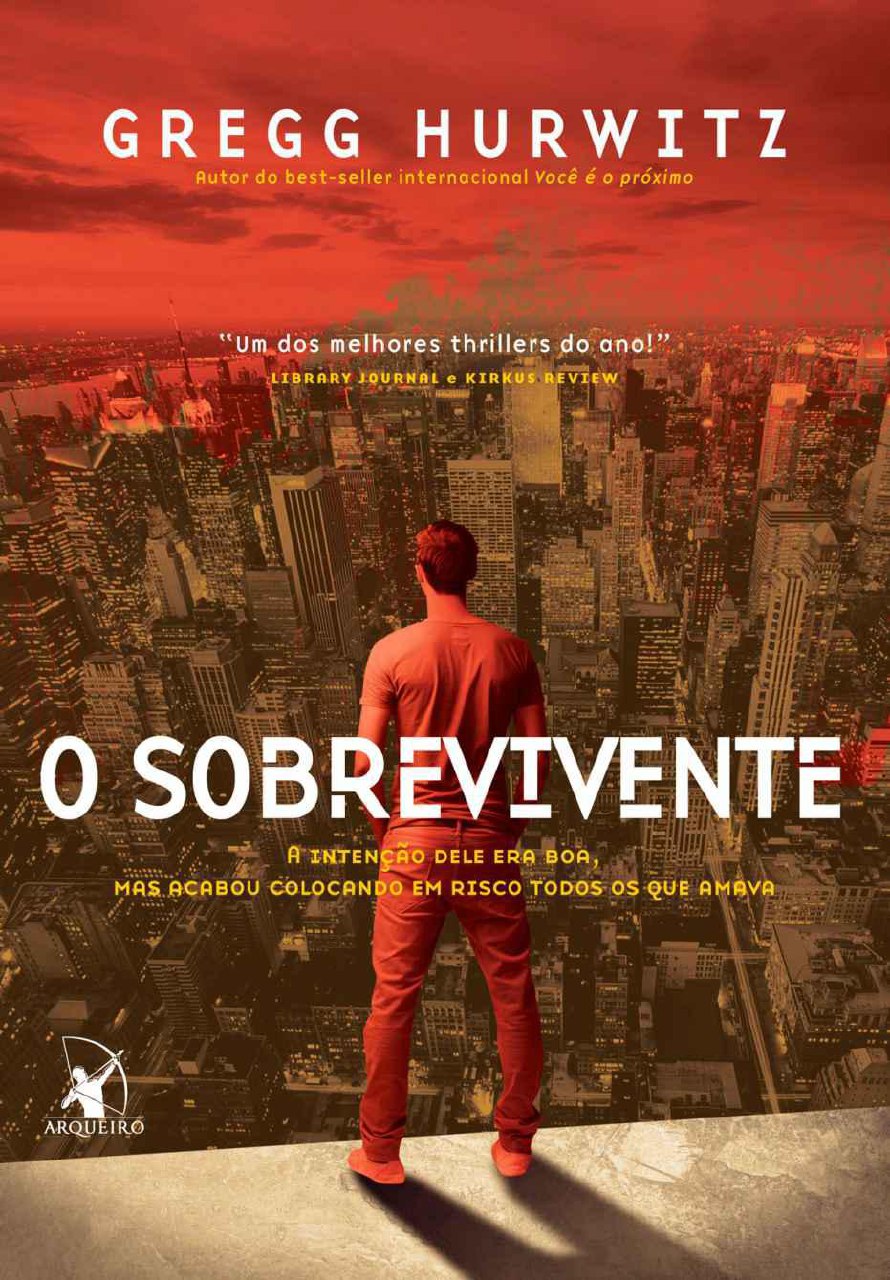 GREGG HURWITZ
Autor do best-seller internacional Você é o próximo
“Um dos melhores thrillers do ano!”
LIBRARY JOURNAL e KIRKUS REVIEW
O SOBREVIVENTE
A INTENÇÃO DELE ERA BOA,
MAS ACABOU COLOCANDO EM RISCO TODOS OS QUE AMAVA
ARQUEIRO